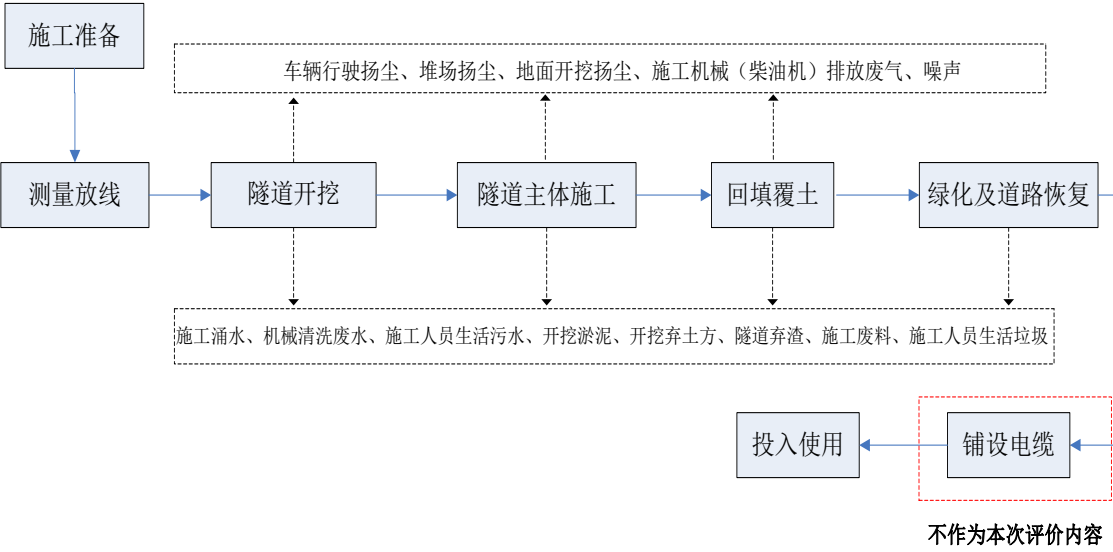 施工准备
车辆行驶扬尘、堆场扬尘、地面开挖扬尘、施工机械（柴油机）排放废气、噪声
测量放线
隧道开挖
隧道主体施工
回填覆土
绿化及道路恢复
施工涌水、机械清洗废水、施工人员生活污水、开挖淤泥、开挖弃土方、隧道弃渣、施工废料、施工人员生活垃圾
投入使用
铺设电缆
不作为本次评价内容